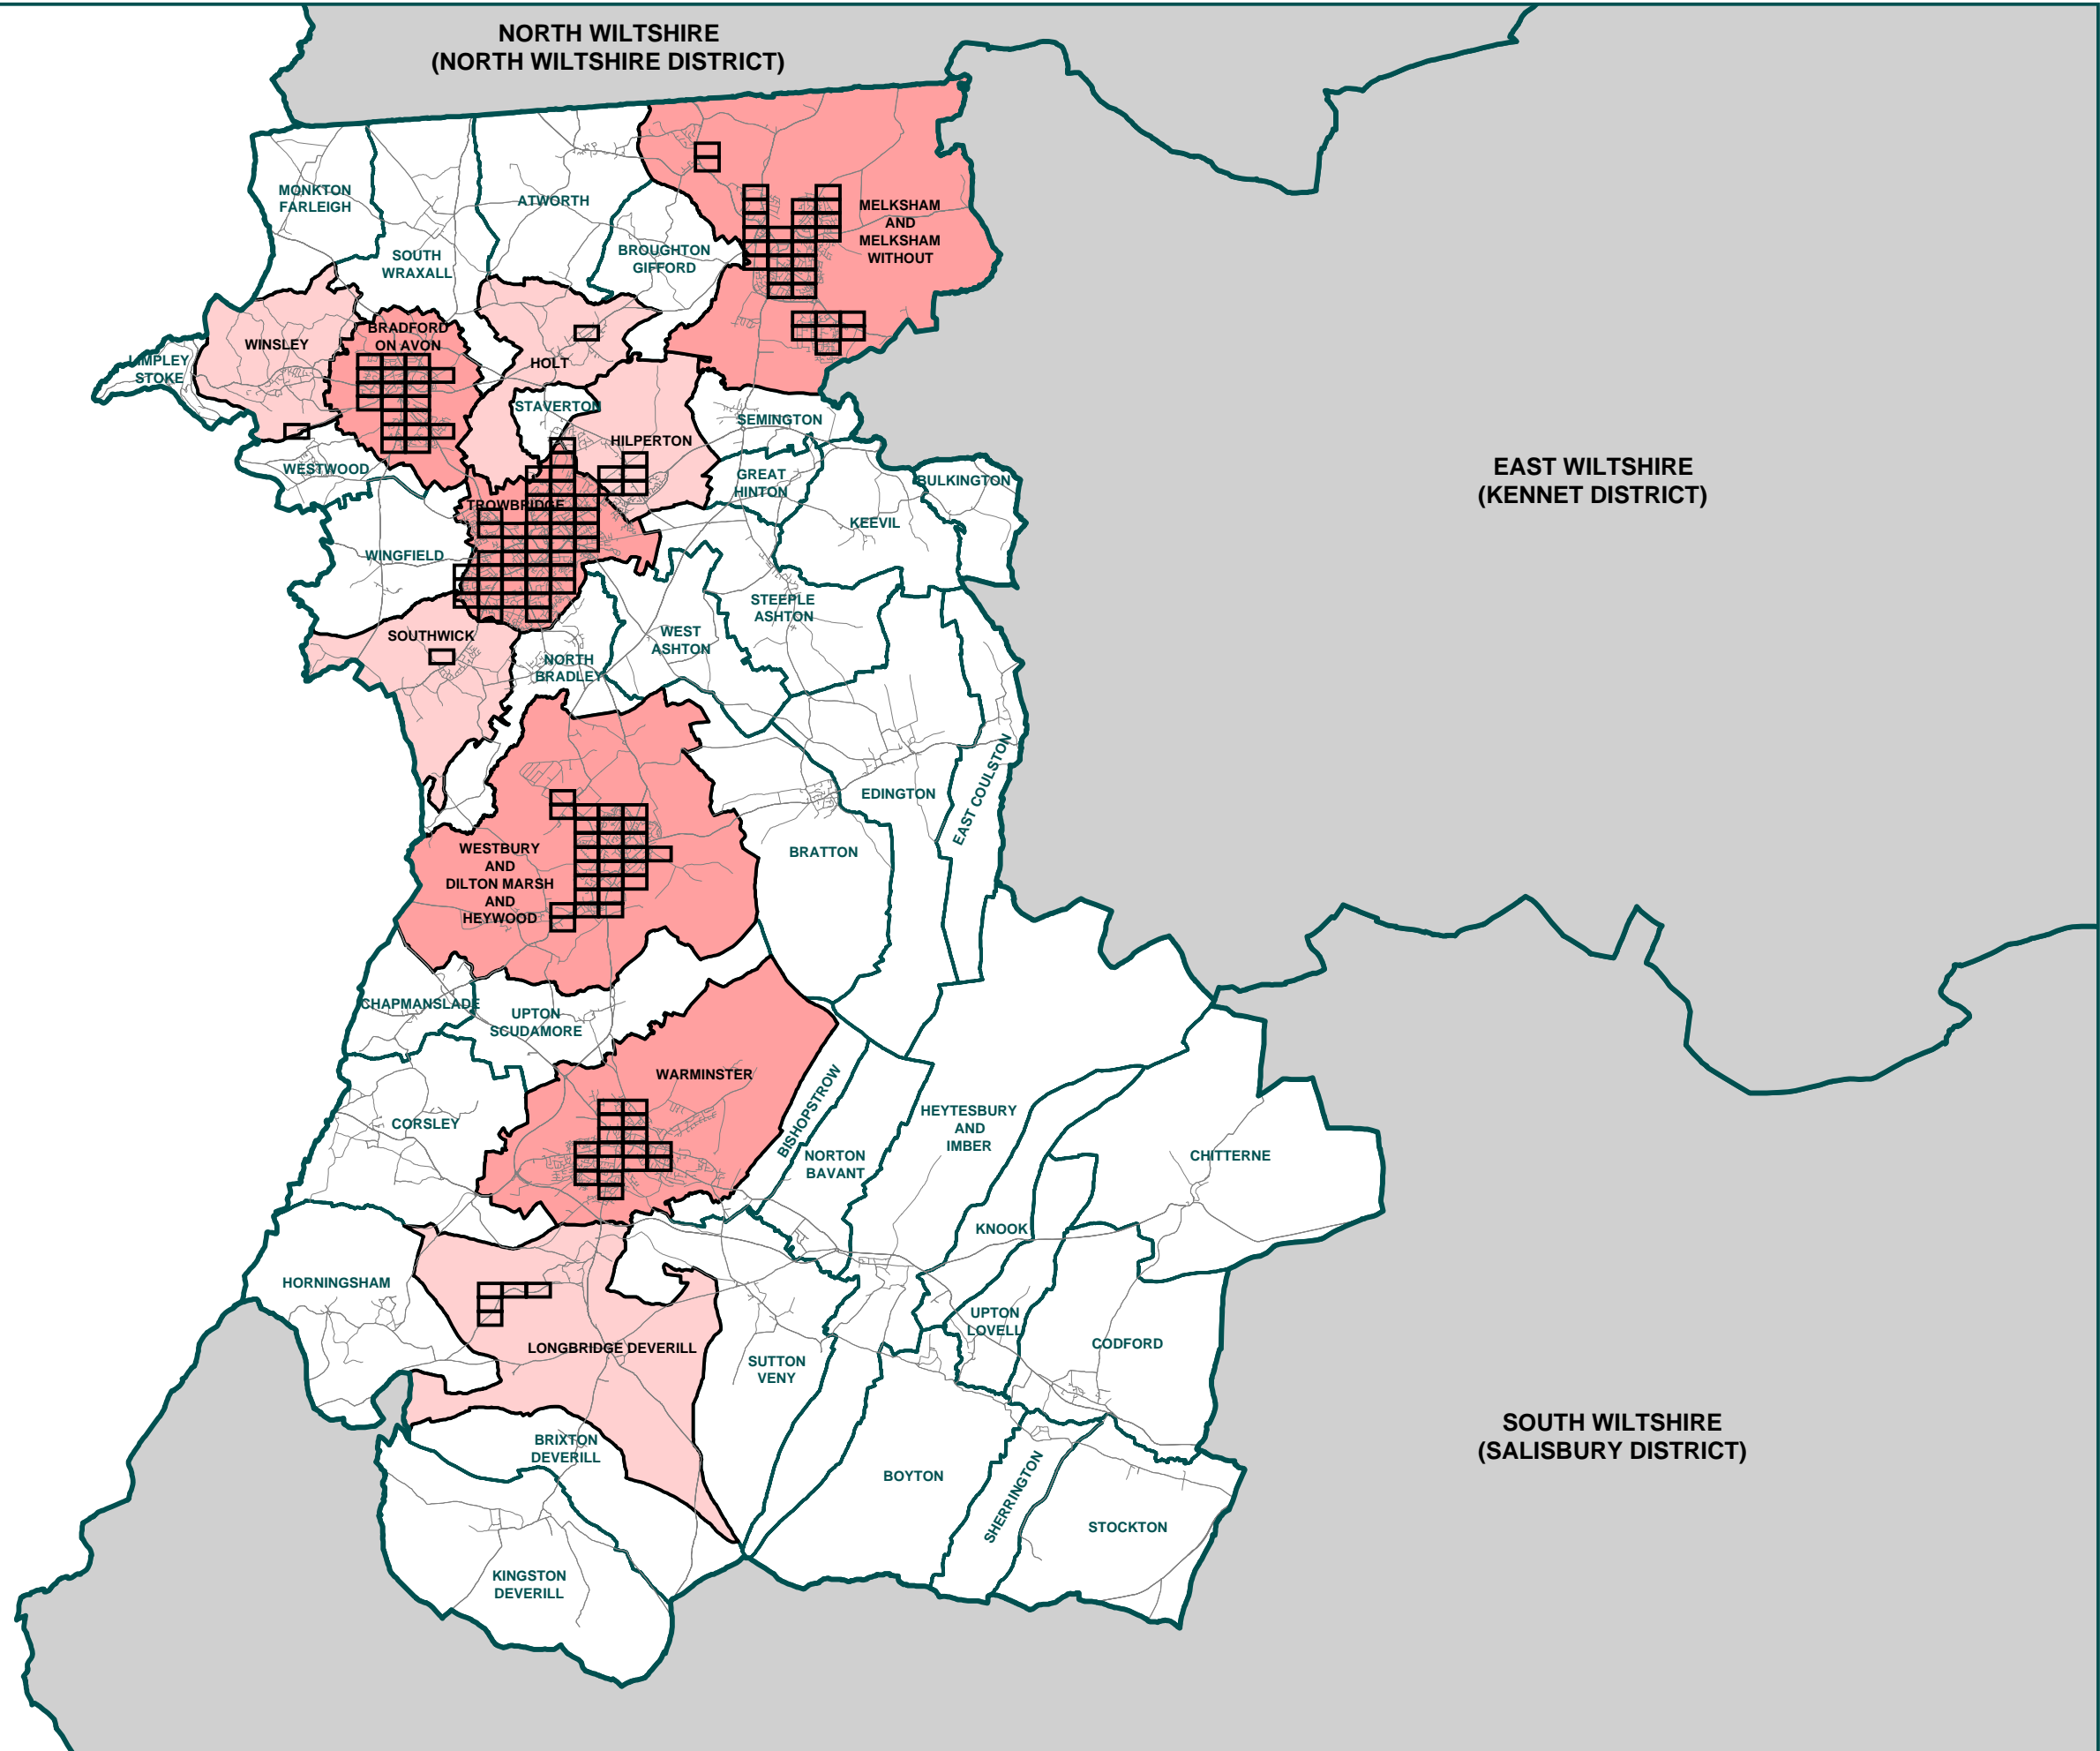 NORTH WILTSHIRE
(NORTH WILTSHIRE DISTRICT)
MONKTON
FARLEIGH
SOUTH
WRAXALL
ATWORTH
BROUGHTON
GIFFORD
MELKSHAM
AND
MELKSHAM
WITHOUT
WINSLEY
BRADFORD
ON AVON
HOLT
LIMPLEY
STOKE
STAVERTON
HILPERTON
SEMINGTON
WESTWOOD
GREAT
HINTON
BULKINGTON
EAST WILTSHIRE
(KENNET DISTRICT)
TROWBRIDGE
KEEVIL
WINGFIELD
STEEPLE
ASHTON
SOUTHWICK
WEST
ASHTON
NORTH
BRADLEY
EDINGTON
EAST COULSTON
BRATTON
WESTBURY
AND
DILTON MARSH
AND
HEYWOOD
CHAPMANSLADE
UPTON
SCUDAMORE
WARMINSTER
BISHOPSTROW
CORSLEY
HEYTESBURY
AND
IMBER
NORTON
BAVANT
CHITTERNE
KNOOK
HORNINGSHAM
UPTON
LOVELL
CODFORD
LONGBRIDGE DEVERILL
SUTTON
VENY
BRIXTON
DEVERILL
BOYTON
SHERRINGTON
STOCKTON
SOUTH WILTSHIRE
(SALISBURY DISTRICT)
KINGSTON
DEVERILL